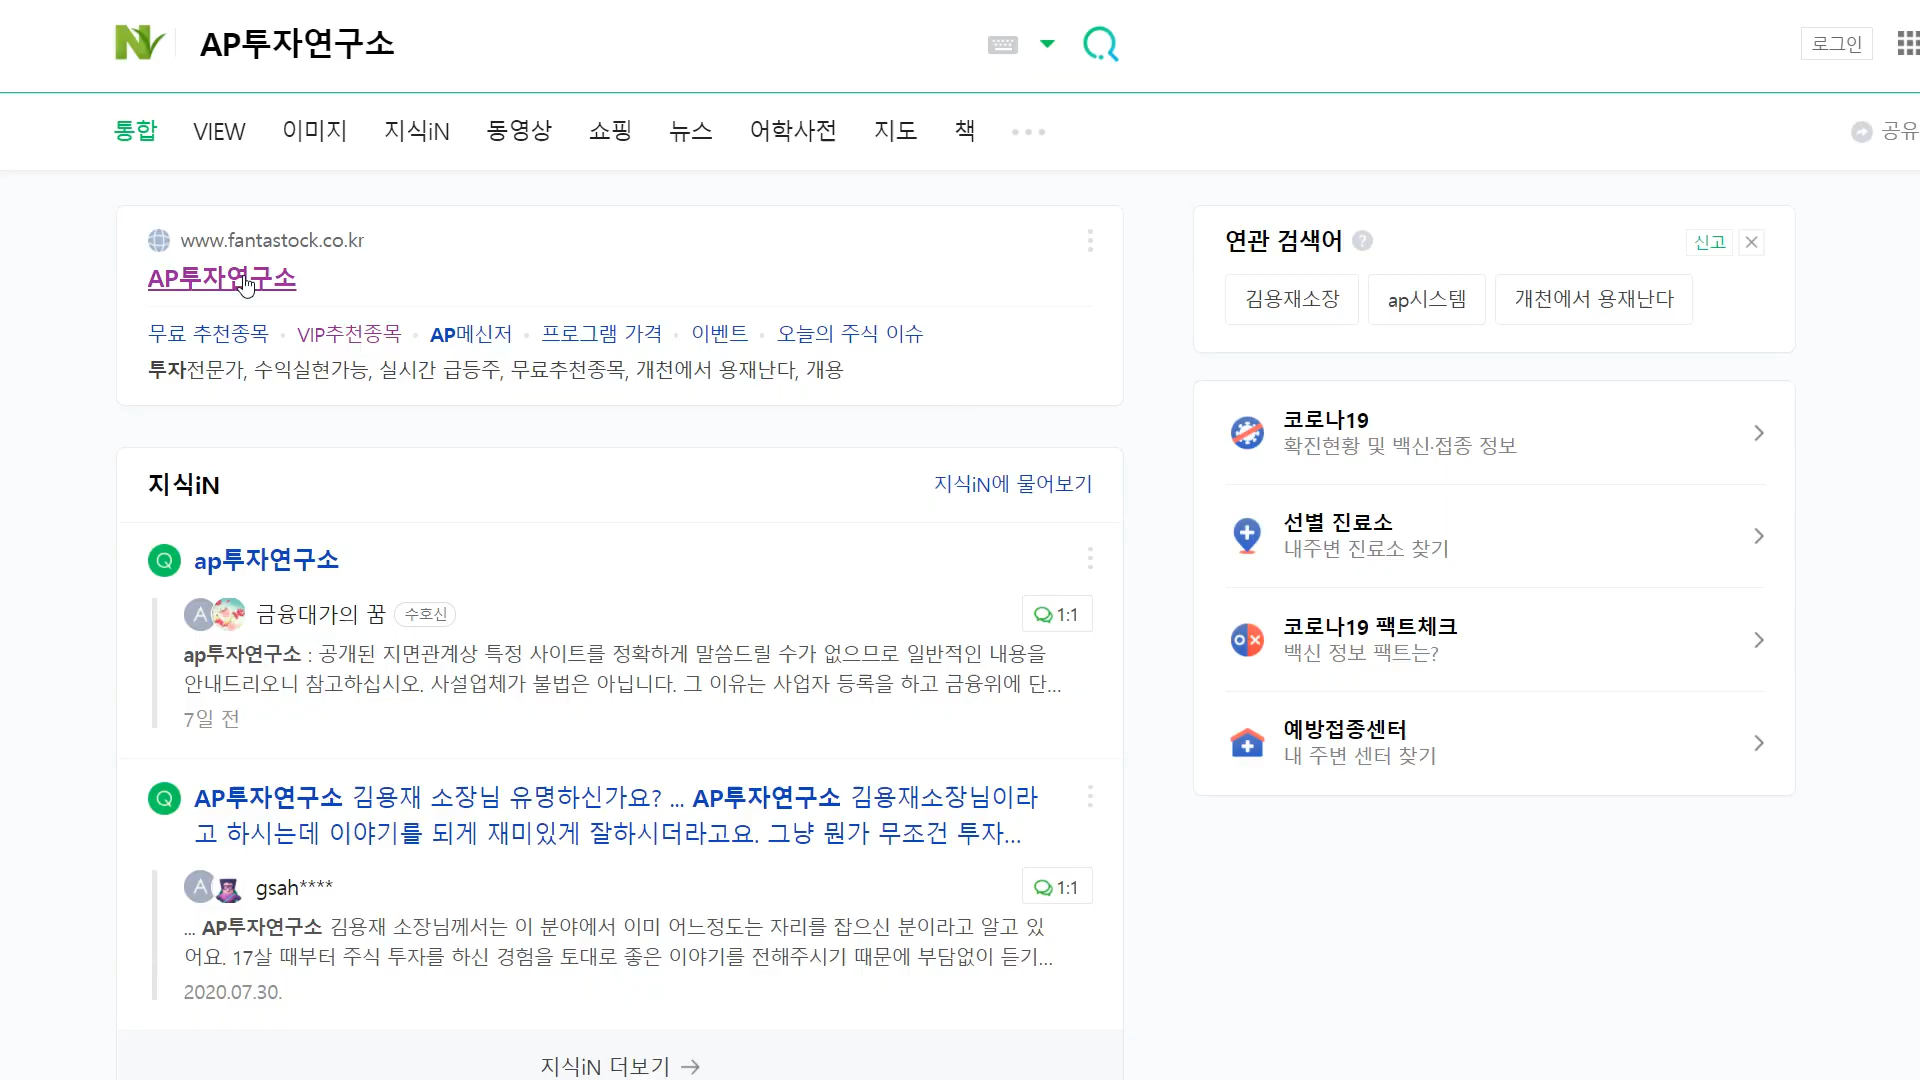 AP투자연구소
로그인
통합 VIEW 이미지 지식iN 동영상 쇼핑 뉴스 어학사전 지도 책
공유
www.fantastock.co.kr
AP투자연구소
무료 추천종목 · VIP추천종목 · AP메신저 · 프로그램 가격 · 이벤트 · 오늘의 주식 이슈
투자전문가, 수익실현가능, 실시간 급등주, 무료추천종목, 개천에서 용재난다, 개용
지식iN
지식iN에 물어보기
ap투자연구소
A 금융대가의 꿈 수호신
1:1
ap투자연구소 : 공개된 지면관계상 특정 사이트를 정확하게 말씀드릴 수가 없으므로 일반적인 내용을
안내드리오니 참고하십시오. 사설업체가 불법은 아닙니다. 그 이유는 사업자 등록을 하고 금융위에 단...
7일 전
AP투자연구소 김용재 소장님 유명하신가요? ... AP투자연구소 김용재소장님이라
고 하시는데 이야기를 되게 재미있게 잘하시더라고요. 그냥 뭔가 무조건 투자...
A gsah****
1:1
... AP투자연구소 김용재 소장님께서는 이 분야에서 이미 어느정도는 자리를 잡으신 분이라고 알고 있
어요. 17살 때부터 주식 투자를 하신 경험을 토대로 좋은 이야기를 전해주시기 때문에 부담없이 듣기...
2020.07.30.
지식iN 더보기 →
연관 검색어 ?
신고
김용재소장 ap시스템 개천에서 용재난다
코로나19
확진현황 및 백신·접종 정보
선별 진료소
내주변 진료소 찾기
코로나19 팩트체크
백신 정보 팩트는?
예방접종센터
내 주변 센터 찾기